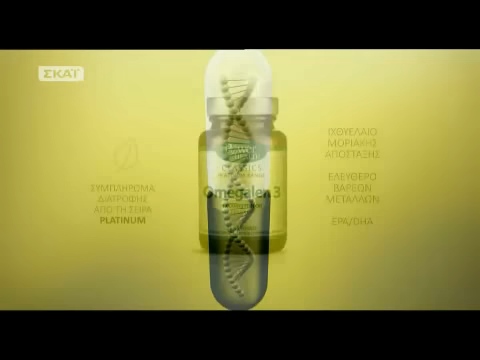 ΣΚΑΪ
ΣΥΜΠΛΗΡΩΜΑ
ΔΙΑΤΡΟΦΗΣ
ΑΠΟ ΤΗ ΣΕΙΡΑ
PLATINUM
Omegalen 3
ΙΧΘΥΕΛΑΙΟ
ΜΟΡΙΑΚΗΣ
ΑΠΟΣΤΑΞΗΣ
ΕΛΕΥΘΕΡΟ
ΒΑΡΕΩΝ
ΜΕΤΑΛΛΩΝ
EPA/DHA